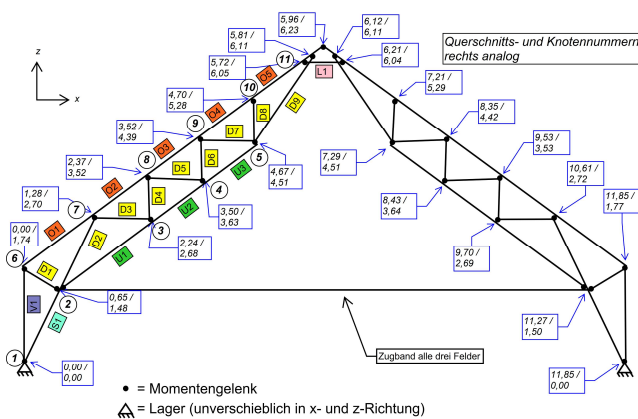 5,96 /
6,23
5,81 /
6,11
6,12 /
6,11
Querschnitts- und Knotennummern
rechts analog
z
x
5,72 /
6,05
11
O5
L1
6,21 /
6,04
4,70 /
5,28
10
O4
D9
7,21 /
5,29
3,52 /
4,39
9
O3
D7
D8
8,35 /
4,42
2,37 /
3,52
8
O2
D5
D6
U3
5
4,67 /
4,51
7,29 /
4,51
9,53 /
3,53
1,28 /
2,70
7
O1
D3
D4
U2
4
3,50 /
3,63
8,43 /
3,64
10,61 /
2,72
0,00 /
1,74
6
D1
D2
U1
3
2,24 /
2,68
9,70 /
2,69
11,85 /
1,77
V1
S1
2
0,65 /
1,48
11,27 /
1,50
1
0,00 /
0,00
Zugband alle drei Felder
11,85 /
0,00
• = Momentengelenk
= Lager (unverschieblich in x- und z-Richtung)